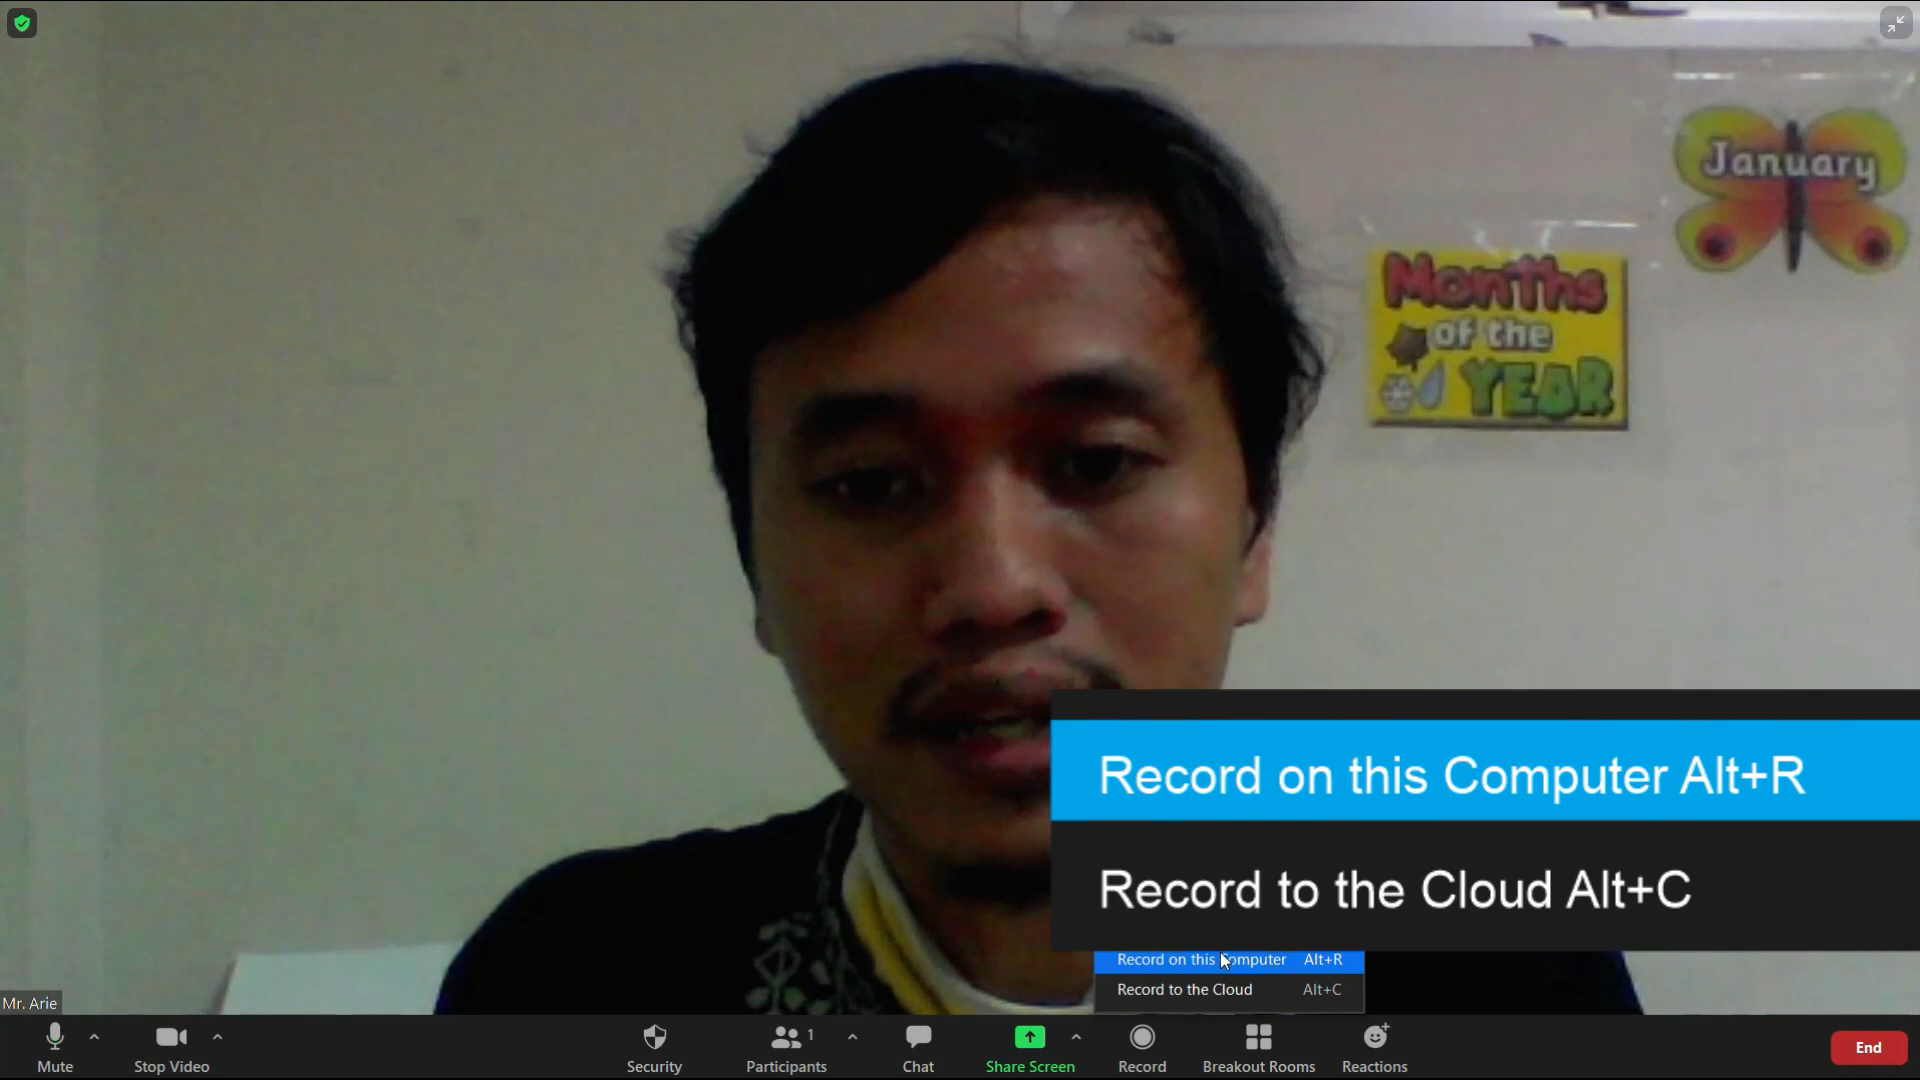 January
Months
of the
YEAR
Record on this Computer Alt+R
Record to the Cloud Alt+C
Record on this Computer Alt+R
Record to the Cloud Alt+C
Mr. Arie
1
Mute
Stop Video
Security
Participants
Chat
Share Screen
Record
Breakout Rooms
Reactions
End